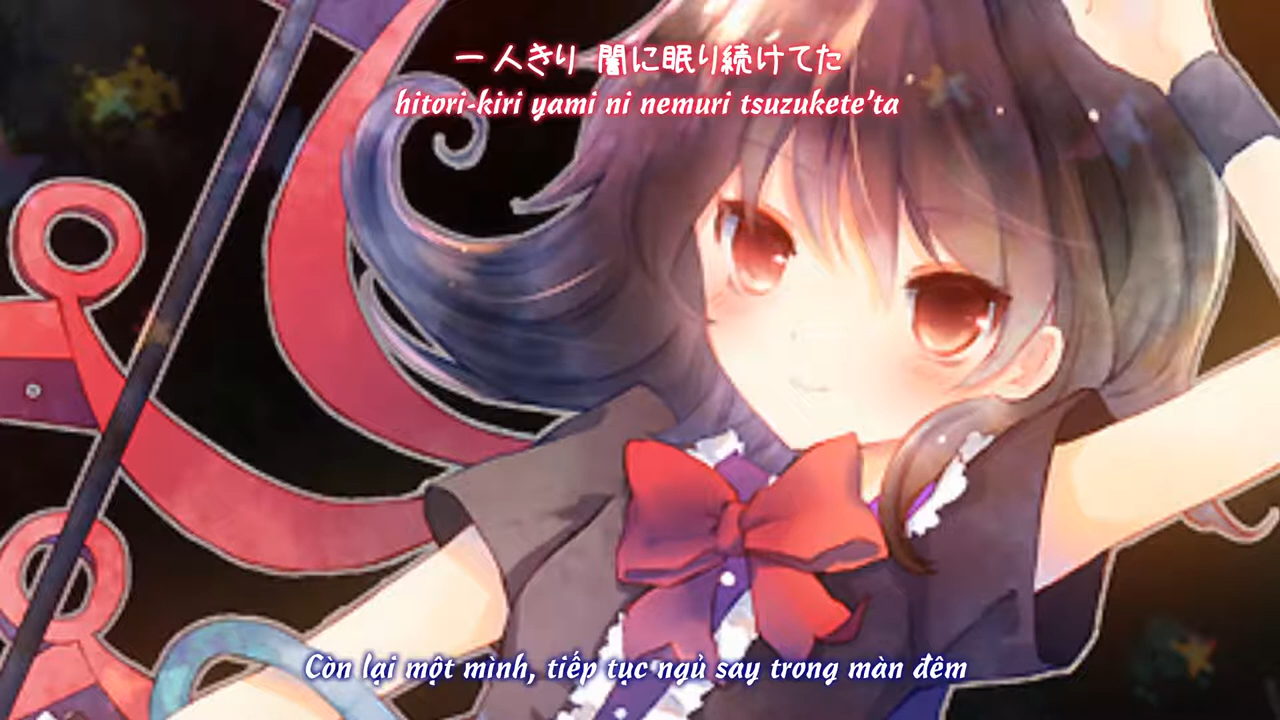 一人きり 闇に眠り続けてた
hitori-kiri yami ni nemuri tsuzukete’ta
Còn lại một mình, tiếp tục ngủ say trong màn đêm